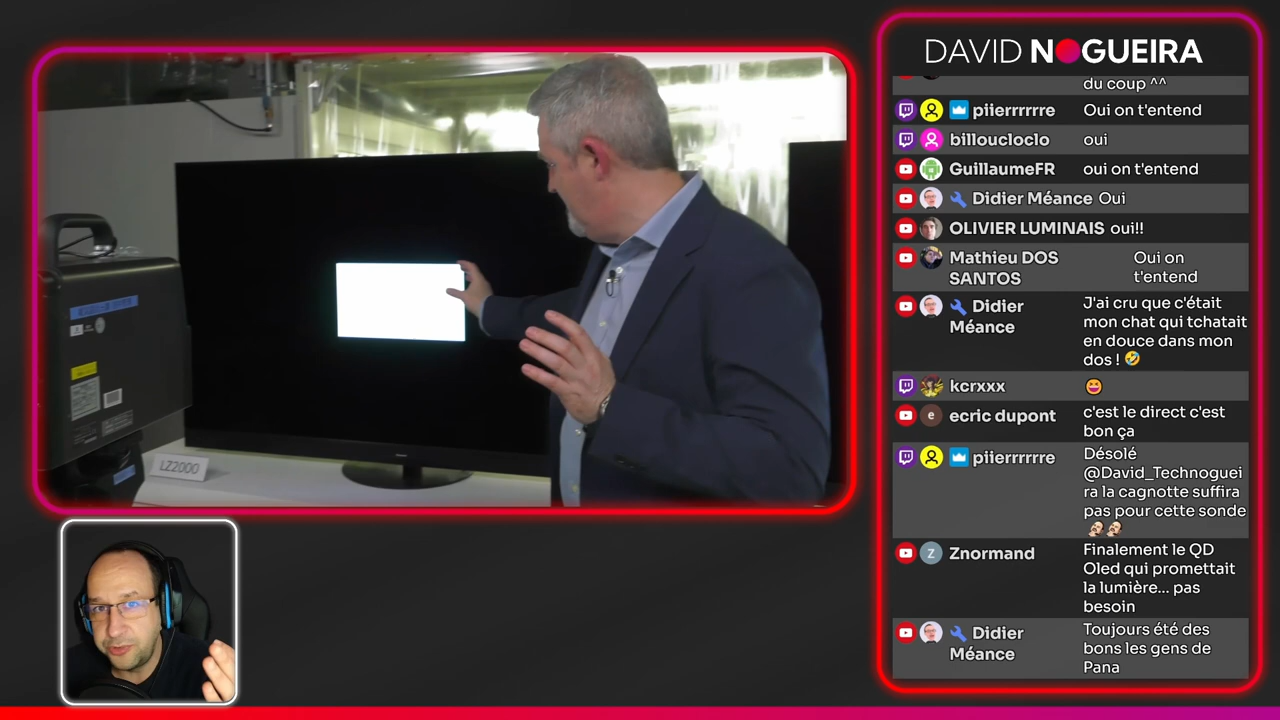 DAVID NOGUEIRA
du coup ^^
piierrrrrre Oui on t'entend
billoucloclo oui
GuillaumeFR oui on t'entend
Didier Méance Oui
OLIVIER LUMINAIS oui!!
Mathieu DOS
SANTOS
Oui on
t'entend
Didier
Méance
J'ai cru que c'était
mon chat qui tchatait
en douce dans mon
dos ! 🤣
kcrxxx 😆
e
ecric dupont
c'est le direct c'est
bon ça
piierrrrrre
Désolé
@David_Technoguei
ra la cagnotte suffira
pas pour cette sonde
Z
Znormand
Finalement le QD
Oled qui promettait
la lumière... pas
besoin
Didier
Méance
Toujours été des
bons les gens de
Pana
LZ2000